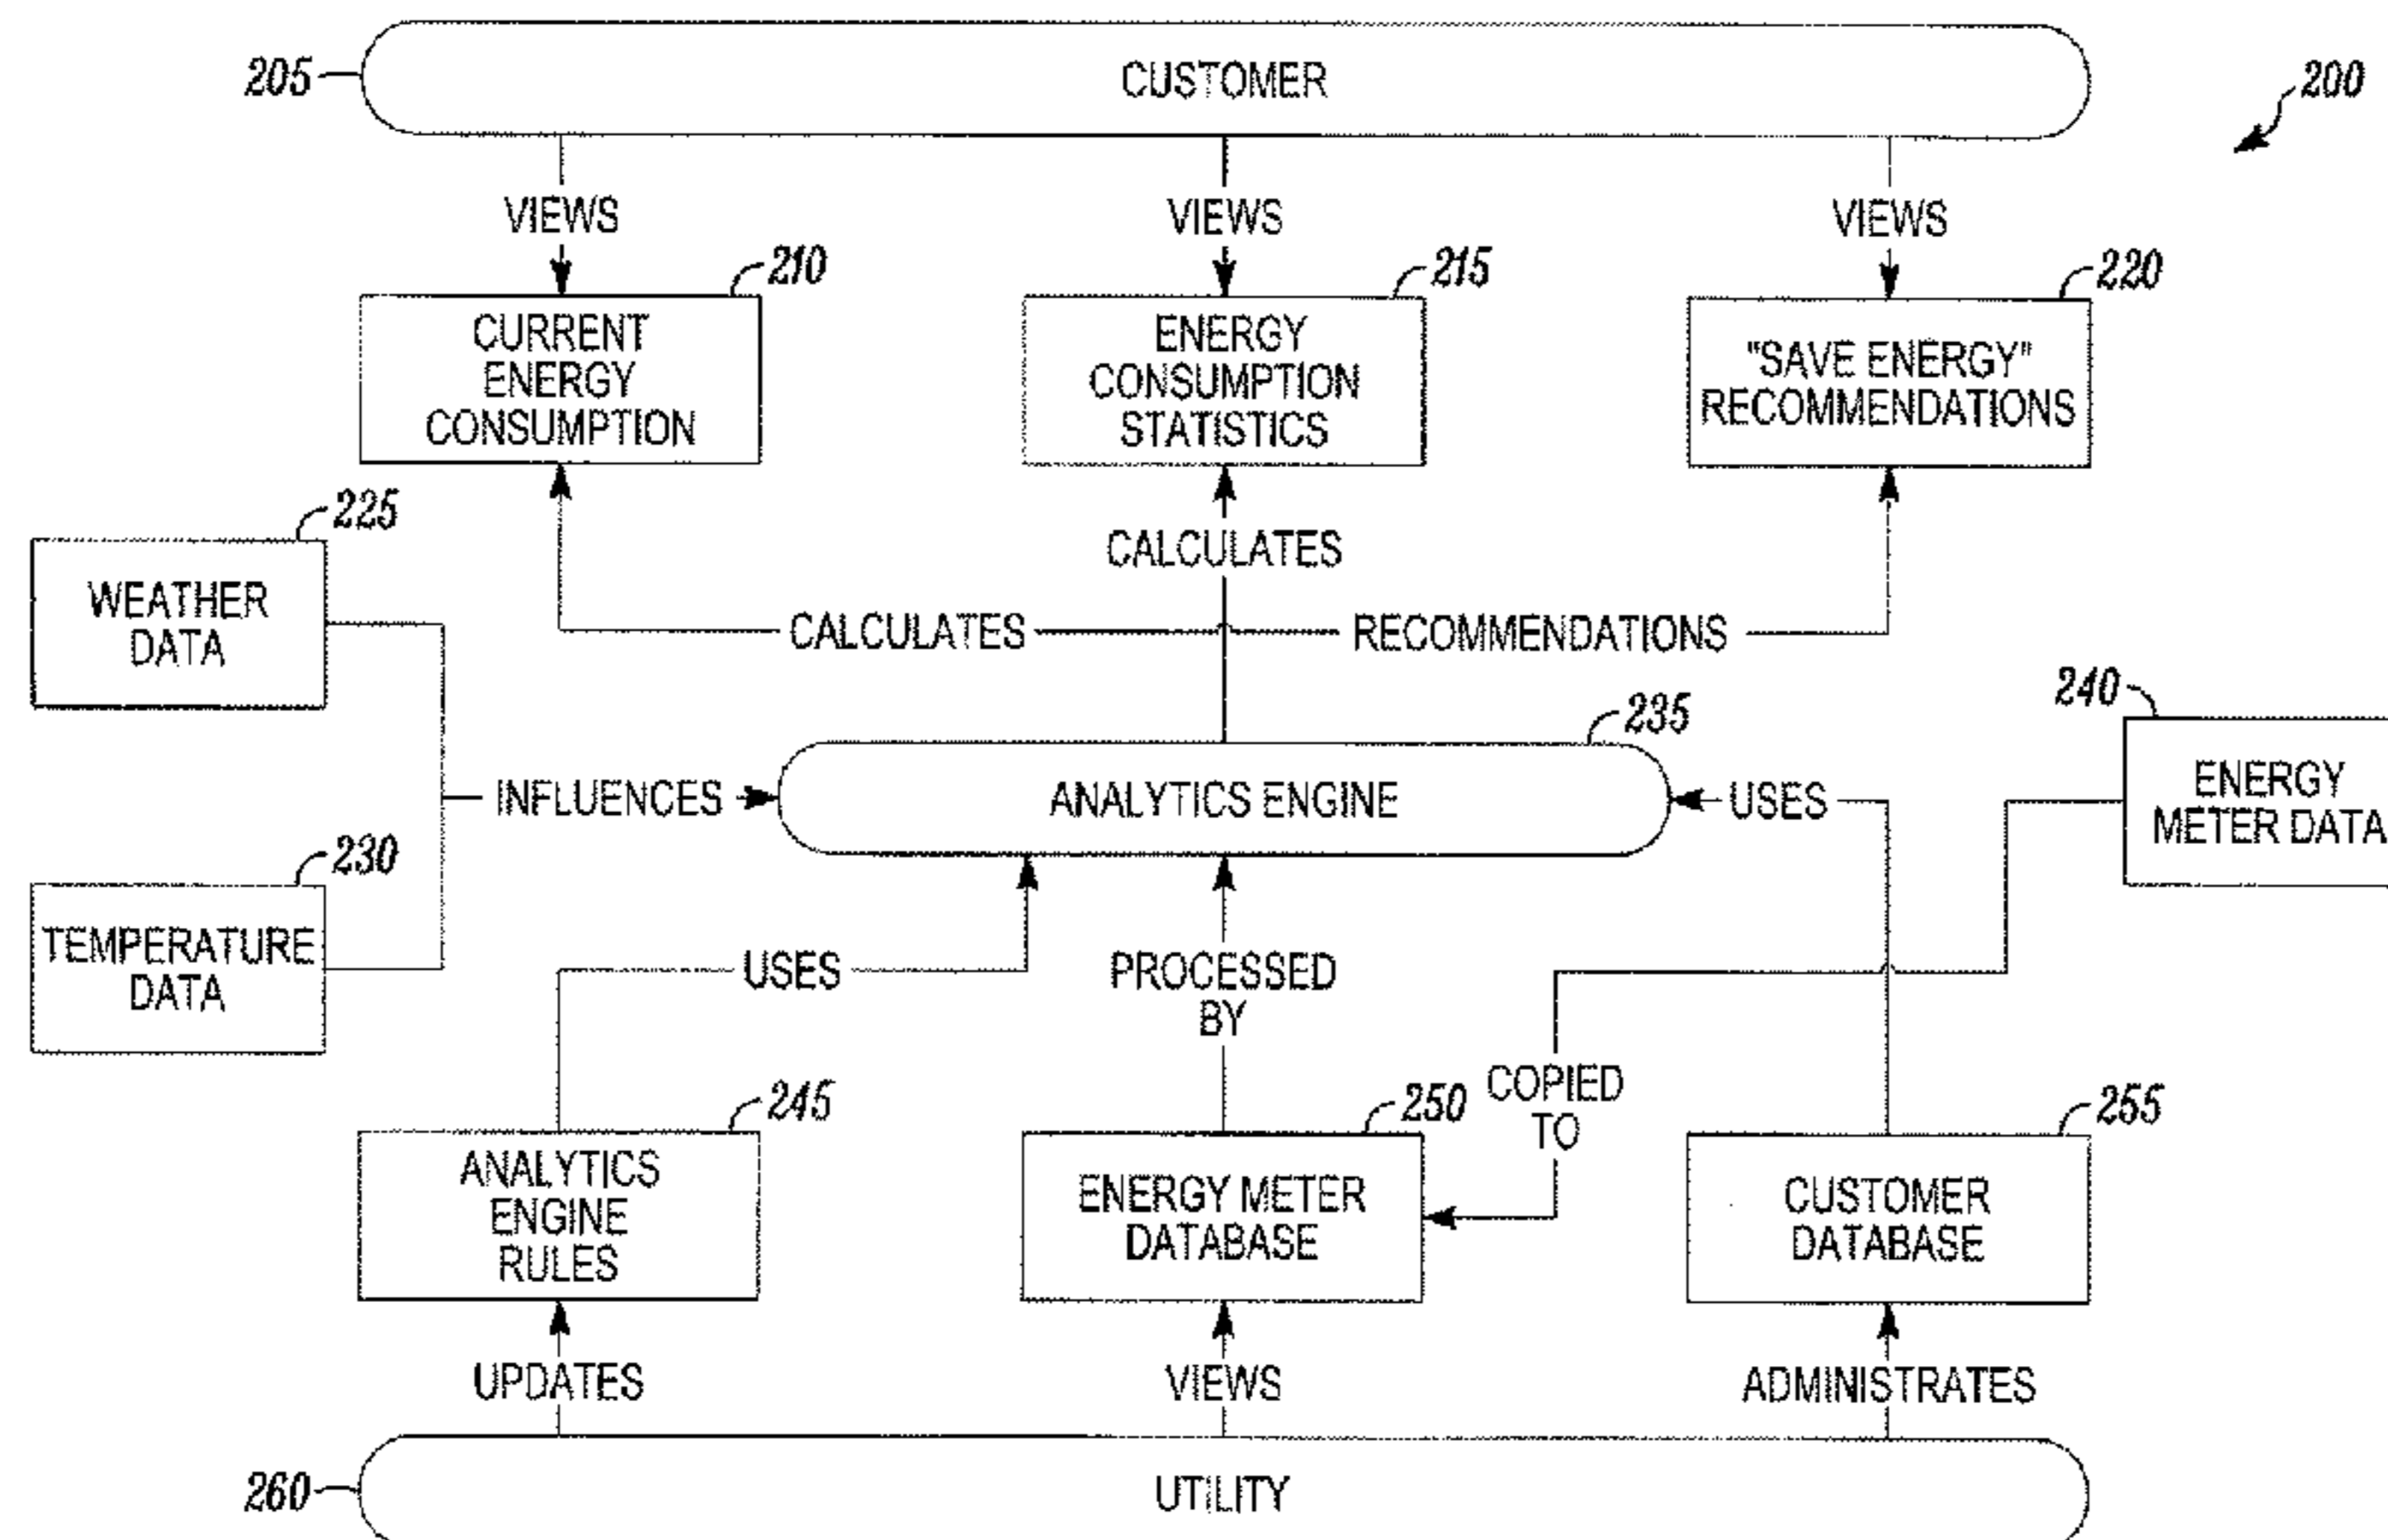 205
CUSTOMER
200
VIEWS
VIEWS
VIEWS
210
215
220
CURRENT
ENERGY
CONSUMPTION
ENERGY
CONSUMPTION
STATISTICS
"SAVE ENERGY"
RECOMMENDATIONS
225
WEATHER
DATA
CALCULATES
CALCULATES
RECOMMENDATIONS
240
ENERGY
METER DATA
235
INFLUENCES
ANALYTICS ENGINE
USES
230
TEMPERATURE
DATA
USES
PROCESSED
BY
COPIED
TO
245
250
255
ANALYTICS
ENGINE
RULES
ENERGY METER
DATABASE
CUSTOMER
DATABASE
UPDATES
VIEWS
ADMINISTRATES
260
UTILITY